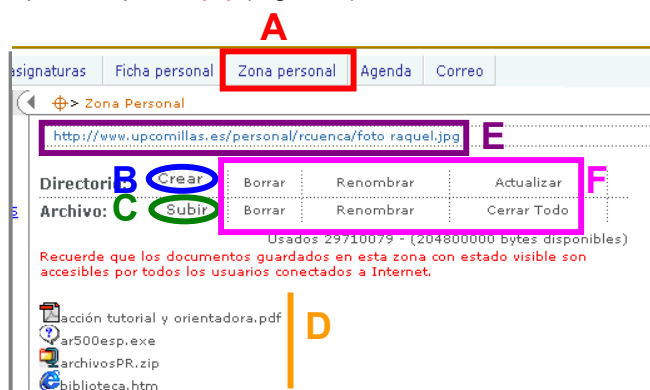 A
asignaturas Ficha personal Zona personal Agenda Correo
> Zona Personal
http://www.upcomillas.es/personal/rcuenca/foto raquel.jpg E
Directorio: B Crear Borrar Renombrar Actualizar F
Archivo: C Subir Borrar Renombrar Cerrar Todo
Usados 29710079 - (204800000 bytes disponibles)
Recuerde que los documentos guardados en esta zona con estado visible son
accesibles por todos los usuarios conectados a Internet.
acción tutorial y orientadora.pdf
D
ar500esp.exe
archivosPR.zip
biblioteca.htm